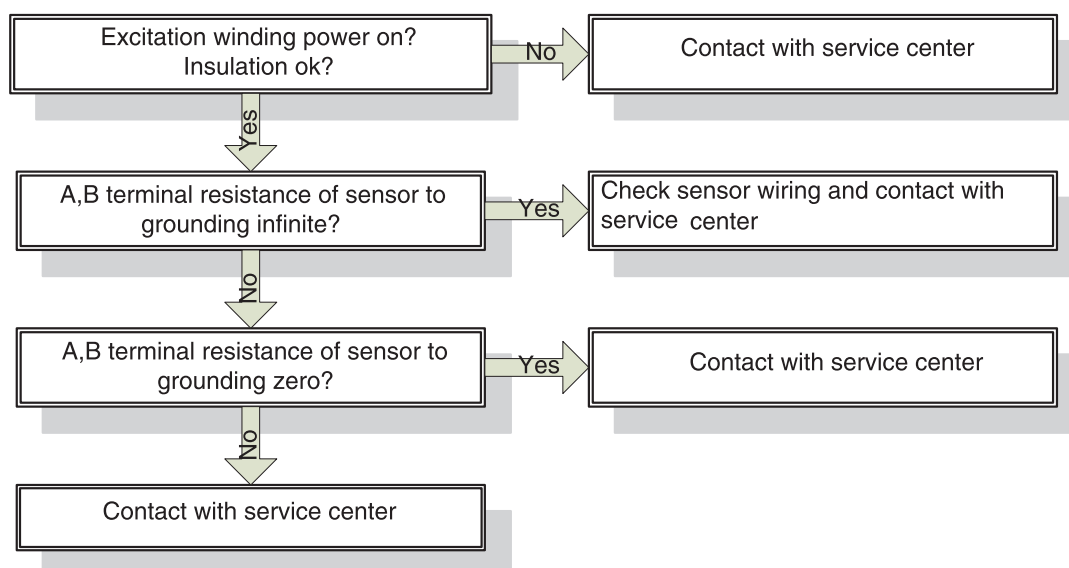 Excitation winding power on?
Insulation ok?
No
Contact with service center
Yes
A,B terminal resistance of sensor to
grounding infinite?
Yes
Check sensor wiring and contact with
service center
No
A,B terminal resistance of sensor to
grounding zero?
Yes
Contact with service center
No
Contact with service center